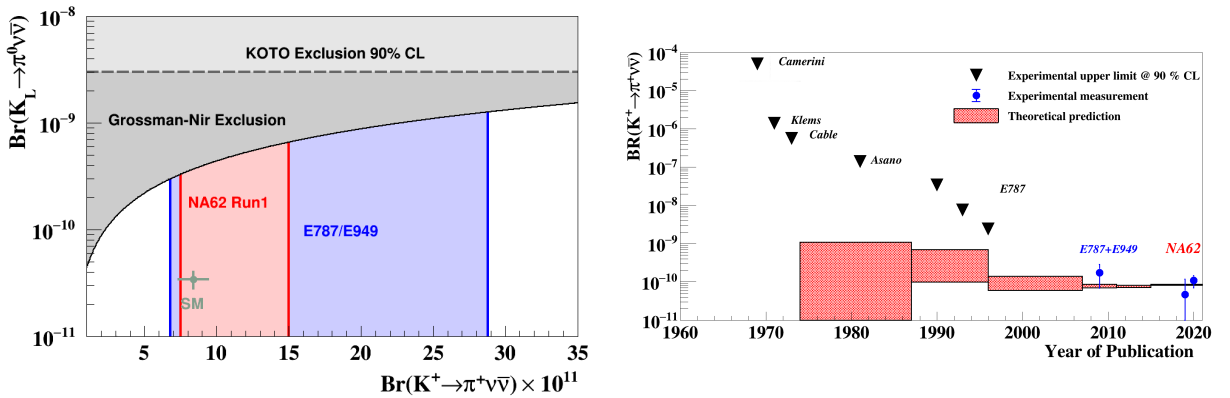 Br(K_L→π⁰νν̄)
10⁻⁸
10⁻⁹
10⁻¹⁰
10⁻¹¹
KOTO Exclusion 90% CL
Grossman-Nir Exclusion
NA62 Run1
E787/E949
SM
5 10 15 20 25 30 35
Br(K⁺→π⁺νν̄) × 10¹¹
BR(K⁺→π⁺νν̄)
10⁻⁴
10⁻⁵
10⁻⁶
10⁻⁷
10⁻⁸
10⁻⁹
10⁻¹⁰
10⁻¹¹
Camerini
Klems
Cable
Asano
E787
E787+E949
NA62
Experimental upper limit @ 90 % CL
Experimental measurement
Theoretical prediction
1960 1970 1980 1990 2000 2010 2020
Year of Publication